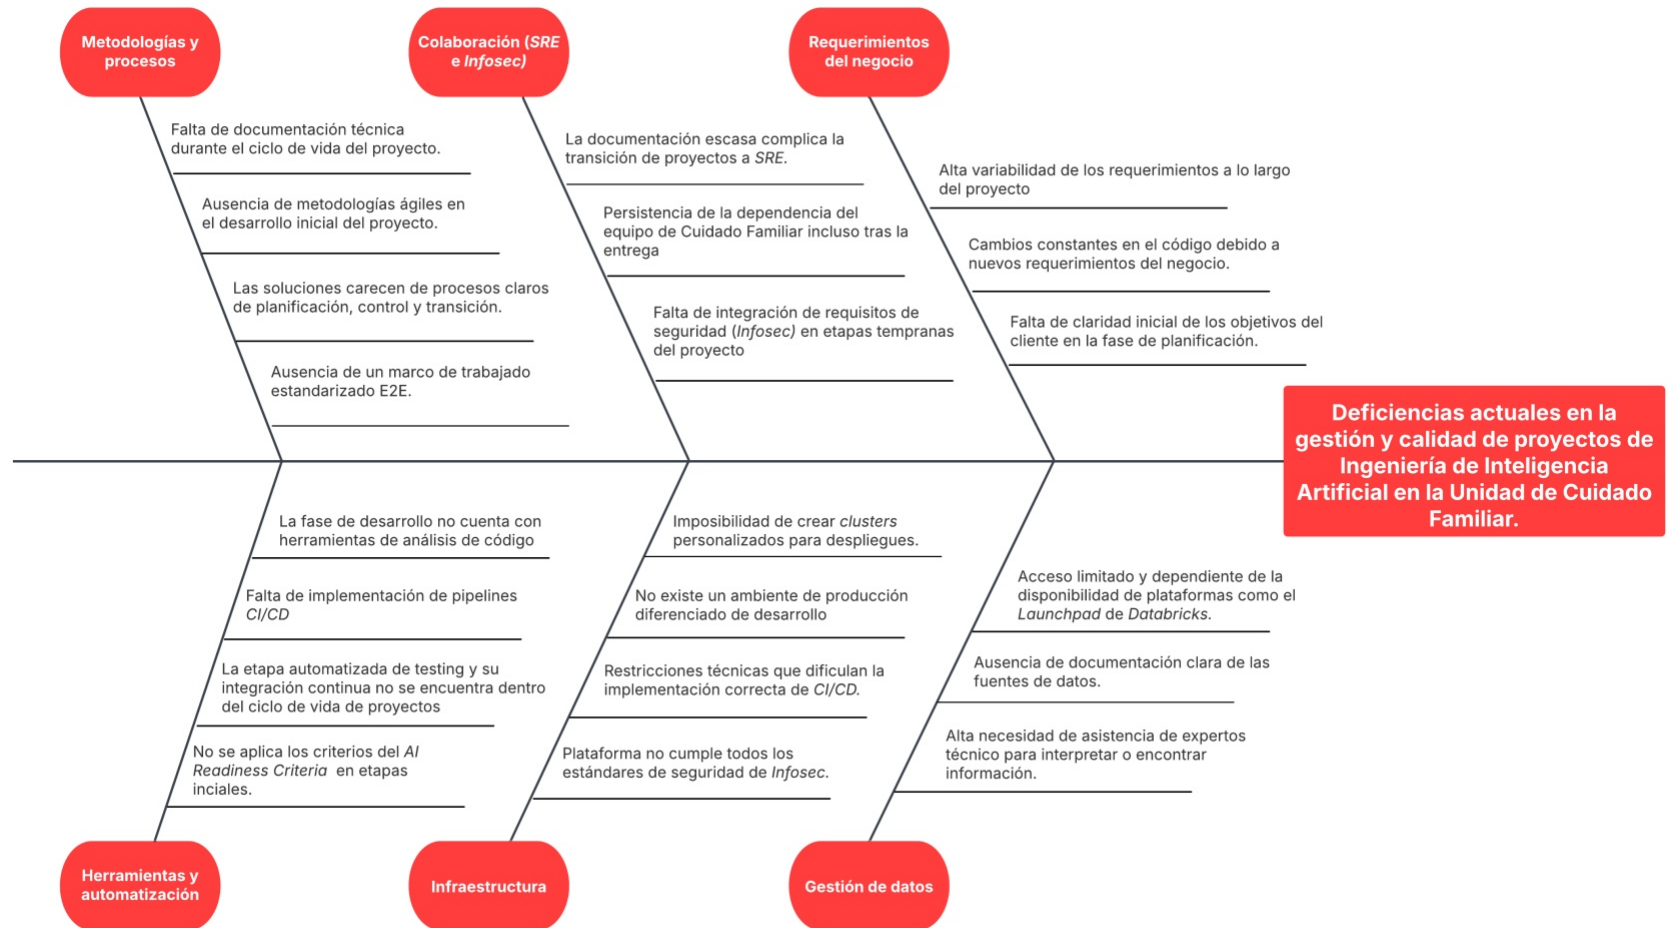 Metodologías y
procesos
Colaboración (SRE
e Infosec)
Requerimientos
del negocio
Falta de documentación técnica
durante el ciclo de vida del proyecto.
Ausencia de metodologías ágiles en
el desarrollo inicial del proyecto.
Las soluciones carecen de procesos claros
de planificación, control y transición.
Ausencia de un marco de trabajado
estandarizado E2E.
La documentación escasa complica la
transición de proyectos a SRE.
Persistencia de la dependencia del
equipo de Cuidado Familiar incluso tras la
entrega
Falta de integración de requisitos de
seguridad (Infosec) en etapas tempranas
del proyecto
Alta variabilidad de los requerimientos a lo largo
del proyecto
Cambios constantes en el código debido a
nuevos requerimientos del negocio.
Falta de claridad inicial de los objetivos del
cliente en la fase de planificación.
Deficiencias actuales en la
gestión y calidad de proyectos de
Ingeniería de Inteligencia
Artificial en la Unidad de Cuidado
Familiar.
La fase de desarrollo no cuenta con
herramientas de análisis de código
Falta de implementación de pipelines
CI/CD
La etapa automatizada de testing y su
integración continua no se encuentra dentro
del ciclo de vida de proyectos
No se aplica los criterios del AI
Readiness Criteria en etapas
inciales.
Imposibilidad de crear clusters
personalizados para despliegues.
No existe un ambiente de producción
diferenciado de desarrollo
Restricciones técnicas que dificulan la
implementación correcta de CI/CD.
Plataforma no cumple todos los
estándares de seguridad de Infosec.
Acceso limitado y dependiente de la
disponibilidad de plataformas como el
Launchpad de Databricks.
Ausencia de documentación clara de las
fuentes de datos.
Alta necesidad de asistencia de expertos
técnico para interpretar o encontrar
información.
Herramientas y
automatización
Infraestructura
Gestión de datos